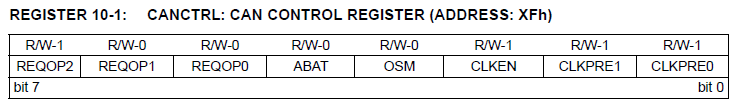 REGISTER 10-1: CANCTRL: CAN CONTROL REGISTER (ADDRESS: XFh)
R/W-1 R/W-0 R/W-0 R/W-0 R/W-0 R/W-1 R/W-1 R/W-1
REQOP2 REQOP1 REQOP0 ABAT OSM CLKEN CLKPRE1 CLKPRE0
bit 7 bit 0